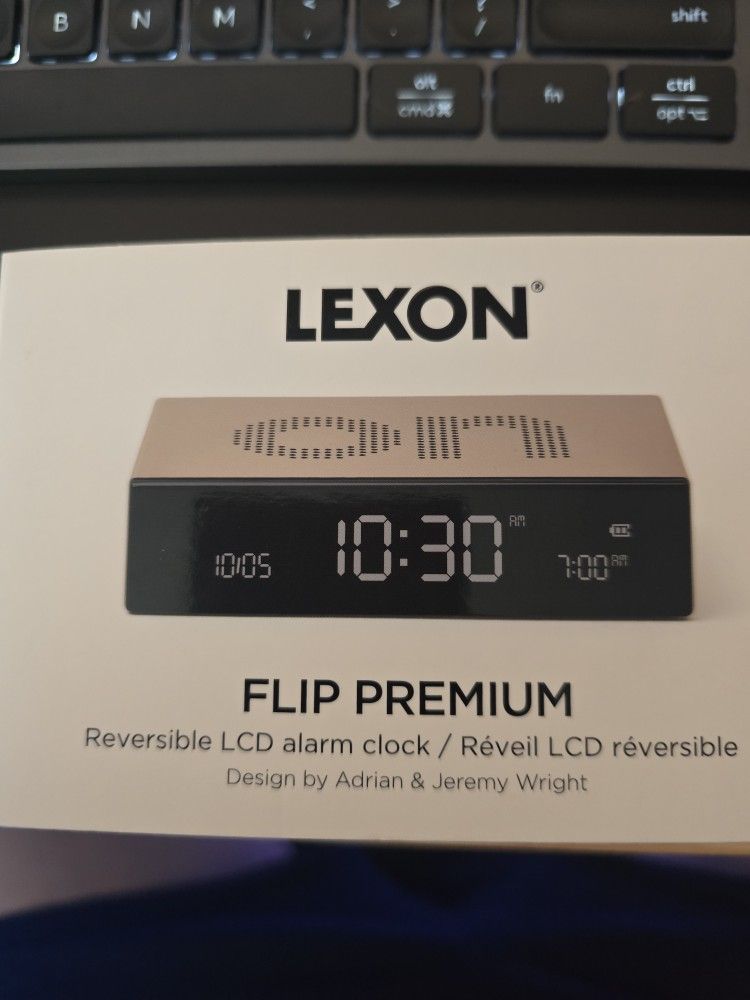 B N M < > ? / shift
alt fn ctrl
cmd ⌘ opt ⌥
LEXON®
on
10:30 AM
10/05 7:00 AM
FLIP PREMIUM
Reversible LCD alarm clock / Réveil LCD réversible
Design by Adrian & Jeremy Wright